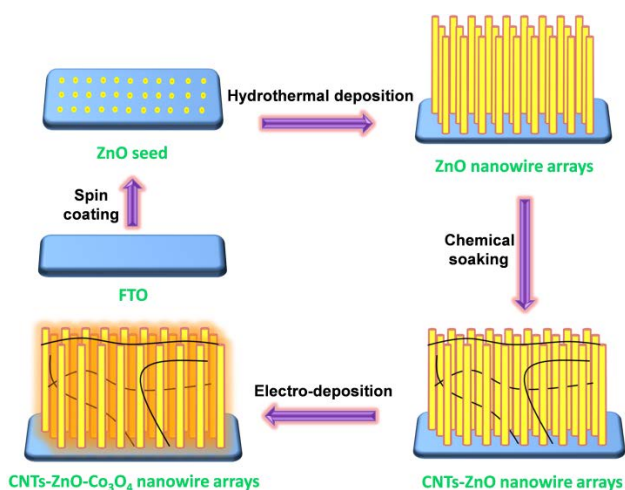 Hydrothermal deposition
ZnO seed
ZnO nanowire arrays
Spin
coating
Chemical
soaking
FTO
Electro-deposition
CNTs-ZnO-Co₃O₄ nanowire arrays
CNTs-ZnO nanowire arrays